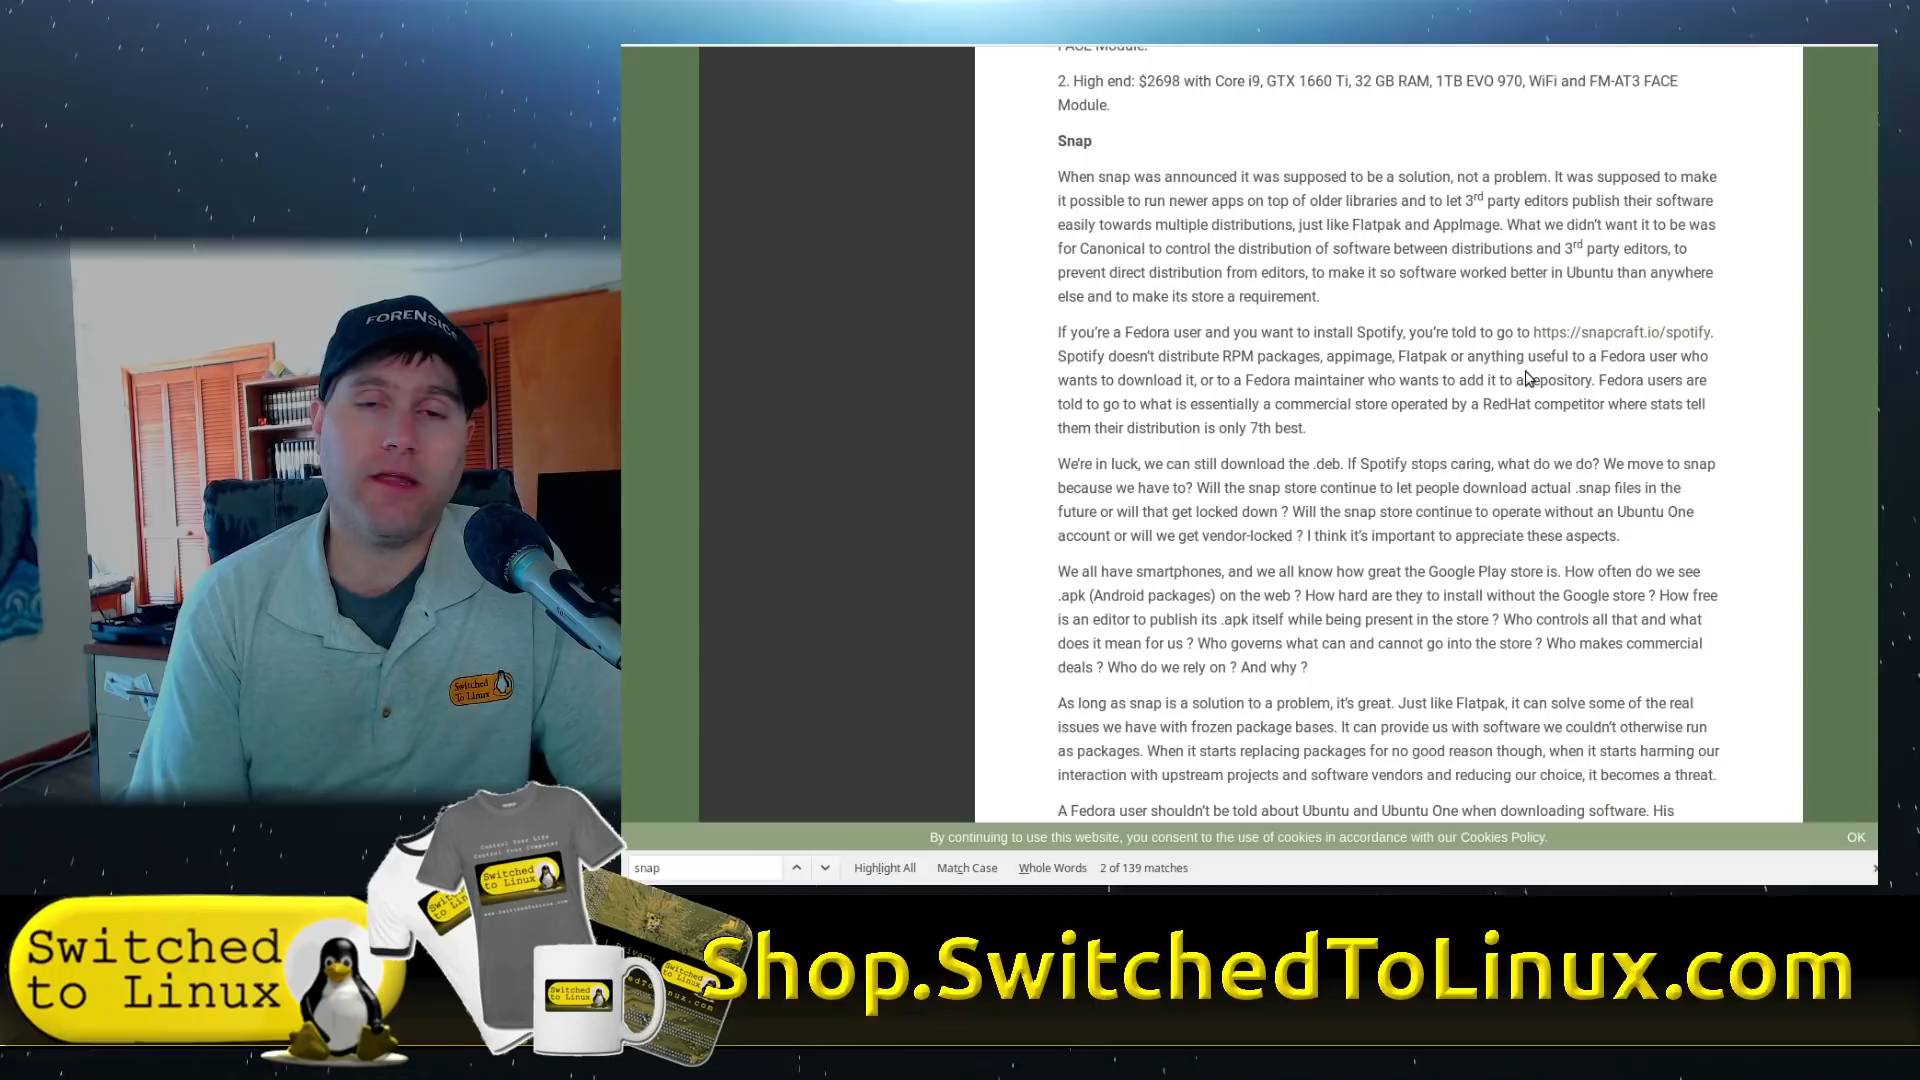 FACE Module.
2. High end: $2698 with Core i9, GTX 1660 Ti, 32 GB RAM, 1TB EVO 970, WiFi and FM-AT3 FACE
Module.
Snap
When snap was announced it was supposed to be a solution, not a problem. It was supposed to make
it possible to run newer apps on top of older libraries and to let 3rd party editors publish their software
easily towards multiple distributions, just like Flatpak and AppImage. What we didn't want it to be was
for Canonical to control the distribution of software between distributions and 3rd party editors, to
prevent direct distribution from editors, to make it so software worked better in Ubuntu than anywhere
else and to make its store a requirement.
If you're a Fedora user and you want to install Spotify, you're told to go to https://snapcraft.io/spotify.
Spotify doesn't distribute RPM packages, appimage, Flatpak or anything useful to a Fedora user who
wants to download it, or to a Fedora maintainer who wants to add it to a repository. Fedora users are
told to go to what is essentially a commercial store operated by a RedHat competitor where stats tell
them their distribution is only 7th best.
We're in luck, we can still download the .deb. If Spotify stops caring, what do we do? We move to snap
because we have to? Will the snap store continue to let people download actual .snap files in the
future or will that get locked down ? Will the snap store continue to operate without an Ubuntu One
account or will we get vendor-locked ? I think it's important to appreciate these aspects.
We all have smartphones, and we all know how great the Google Play store is. How often do we see
.apk (Android packages) on the web ? How hard are they to install without the Google store ? How free
is an editor to publish its .apk itself while being present in the store ? Who controls all that and what
does it mean for us ? Who governs what can and cannot go into the store ? Who makes commercial
deals ? Who do we rely on ? And why ?
As long as snap is a solution to a problem, it's great. Just like Flatpak, it can solve some of the real
issues we have with frozen package bases. It can provide us with software we couldn't otherwise run
as packages. When it starts replacing packages for no good reason though, when it starts harming our
interaction with upstream projects and software vendors and reducing our choice, it becomes a threat.
A Fedora user shouldn't be told about Ubuntu and Ubuntu One when downloading software. His
By continuing to use this website, you consent to the use of cookies in accordance with our Cookies Policy.
OK
snap
Highlight All
Match Case
Whole Words
2 of 139 matches
FORENSICS
Switched
To Linux
Control Your Life
Control Your Computer
Switched
to Linux
www.SwitchedToLinux.com
Switched
to Linux
Switched
to Linux
Shop.SwitchedToLinux.com